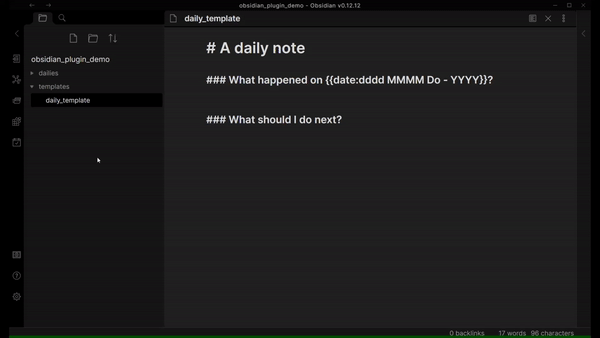 obsidian_plugin_demo - Obsidian v0.12.12
daily_template
obsidian_plugin_demo
dailies
templates
daily_template
# A daily note
### What happened on {{date:dddd MMMM Do - YYYY}}?
### What should I do next?
0 backlinks 17 words 96 characters